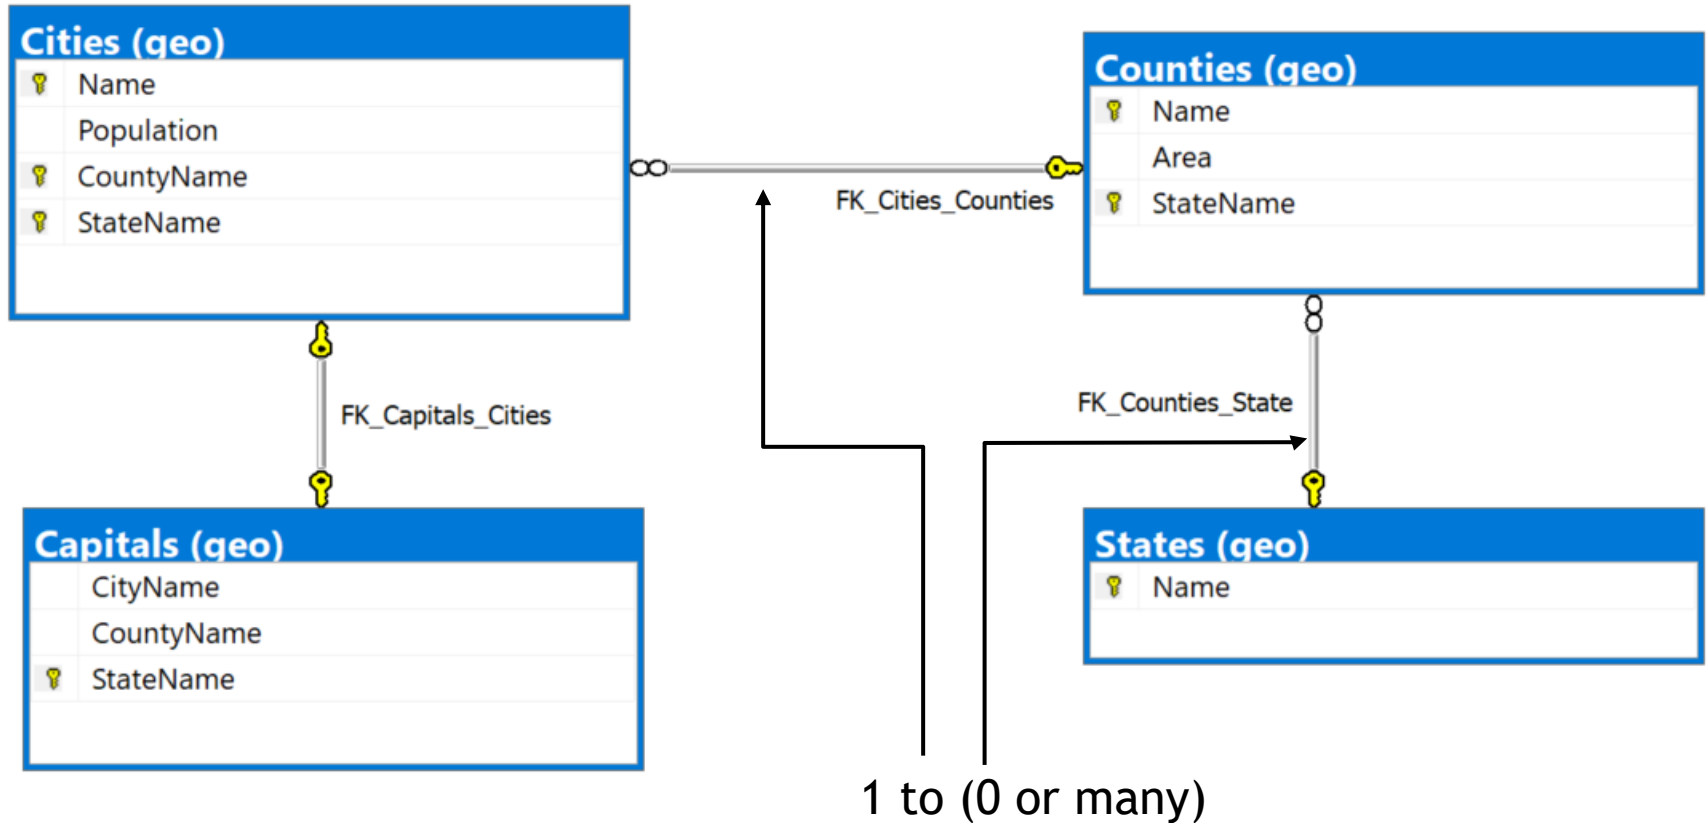 Cities (geo)
Name
Population
CountyName
StateName
Counties (geo)
Name
Area
StateName
FK_Cities_Counties
FK_Capitals_Cities
FK_Counties_State
Capitals (geo)
CityName
CountyName
StateName
States (geo)
Name
1 to (0 or many)